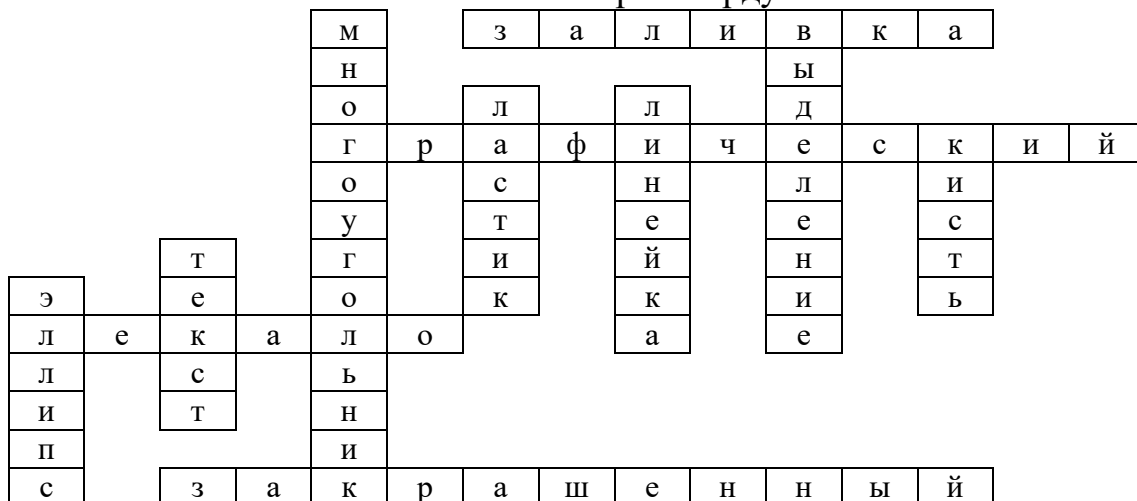 м з а л и в к а
н ы
о л л д
г р а ф и ч е с к и й
о с н л и
у т е е с
т г и й н т
э е о к к и ь
л е к а л о а е
л с ь
и т н
п и
с з а к р а ш е н н ы й